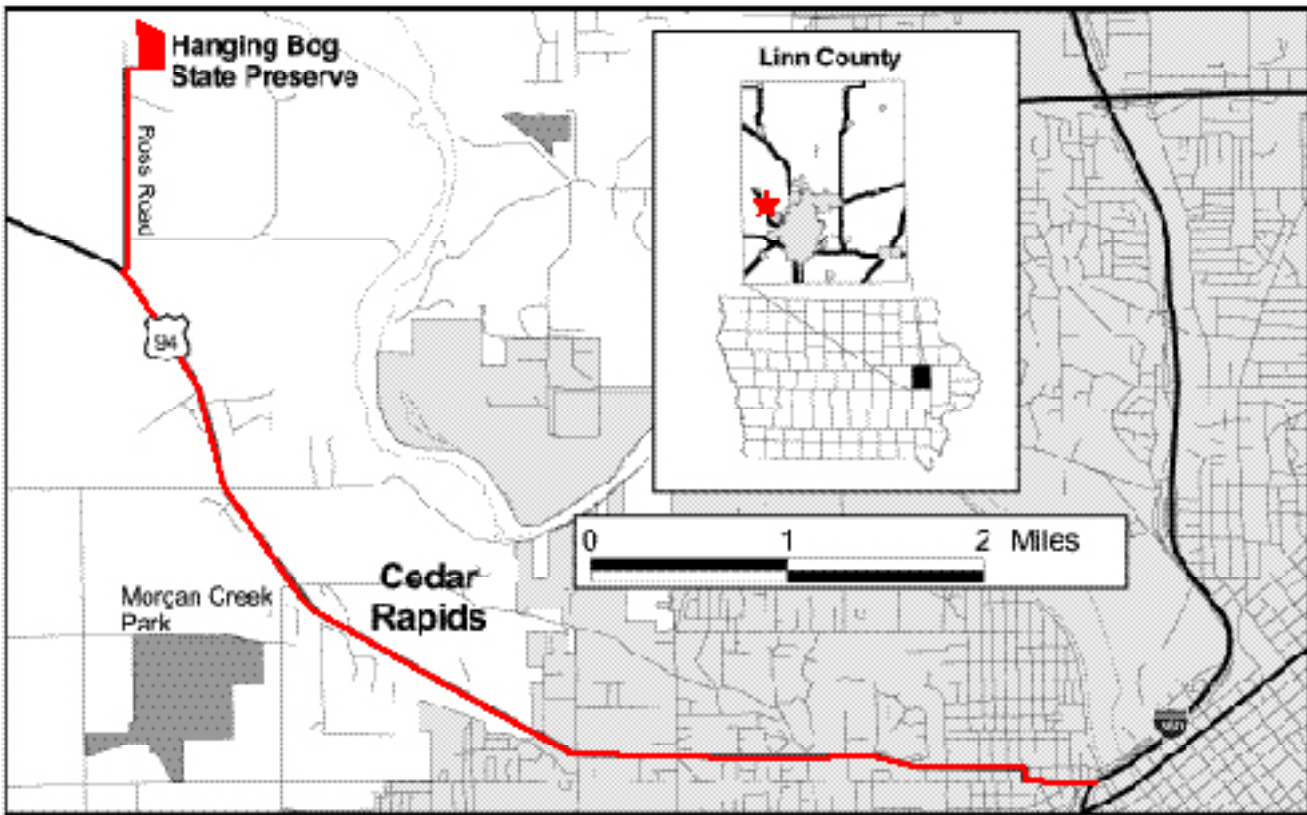 Hanging Bog
State Preserve
Ross Road
94
Linn County
0 1 2 Miles
Cedar
Rapids
Morgan Creek
Park